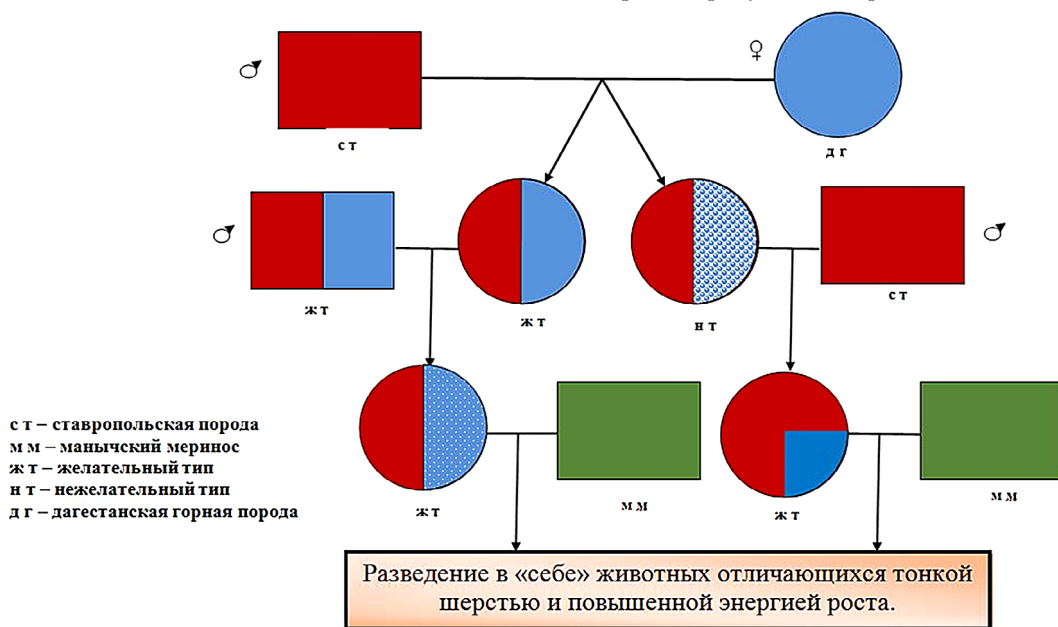 ♂
♀
с т
д г
♂
♂
ж т
ж т
н т
с т
с т – ставропольская порода
м м – манычский меринос
ж т – желательный тип
н т – нежелательный тип
д г – дагестанская горная порода
ж т
м м
ж т
м м
Разведение в «себе» животных отличающихся тонкой
шерстью и повышенной энергией роста.